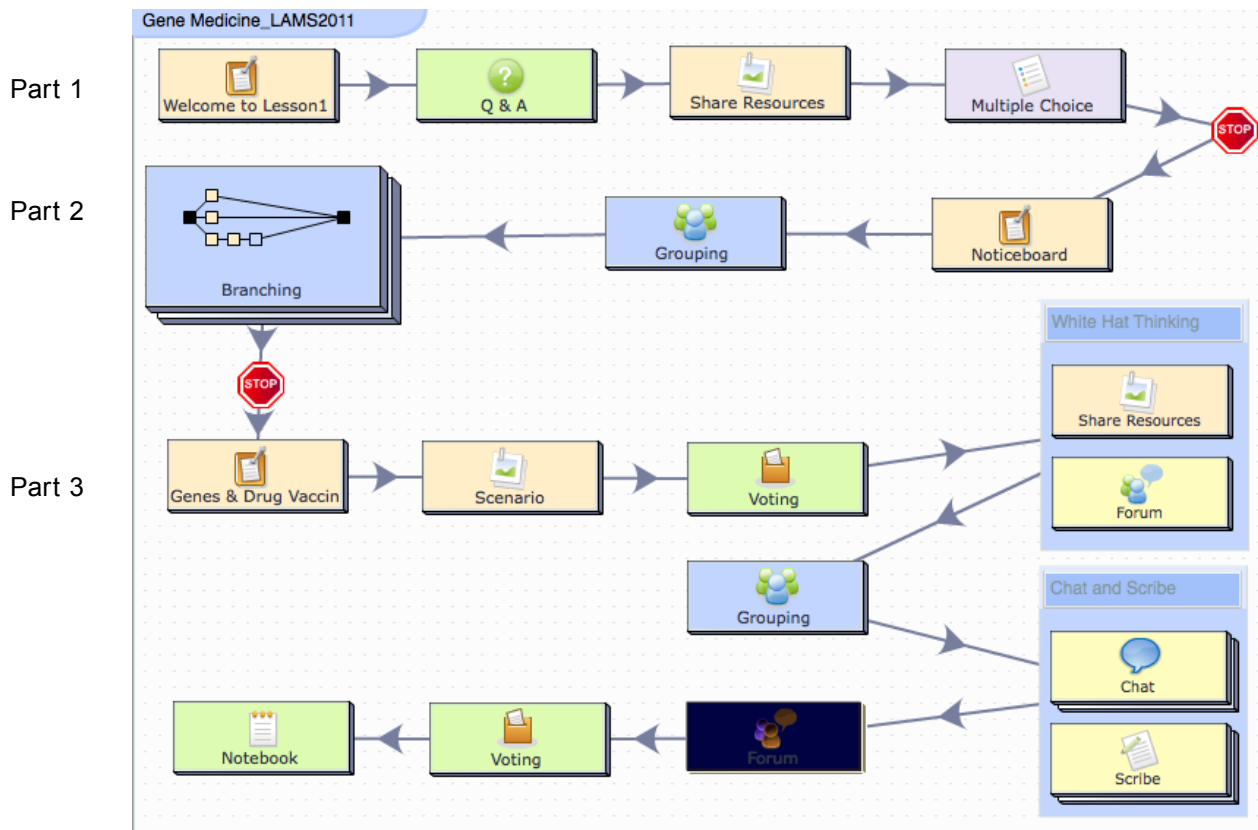 Gene Medicine_LAMS2011
Part 1
Welcome to Lesson1
?
Q & A
Share Resources
Multiple Choice
STOP
Part 2
Branching
Grouping
Noticeboard
STOP
White Hat Thinking
Share Resources
Forum
Part 3
Genes & Drug Vaccin
Scenario
Voting
Grouping
Chat and Scribe
Chat
Scribe
Notebook
Voting
Forum